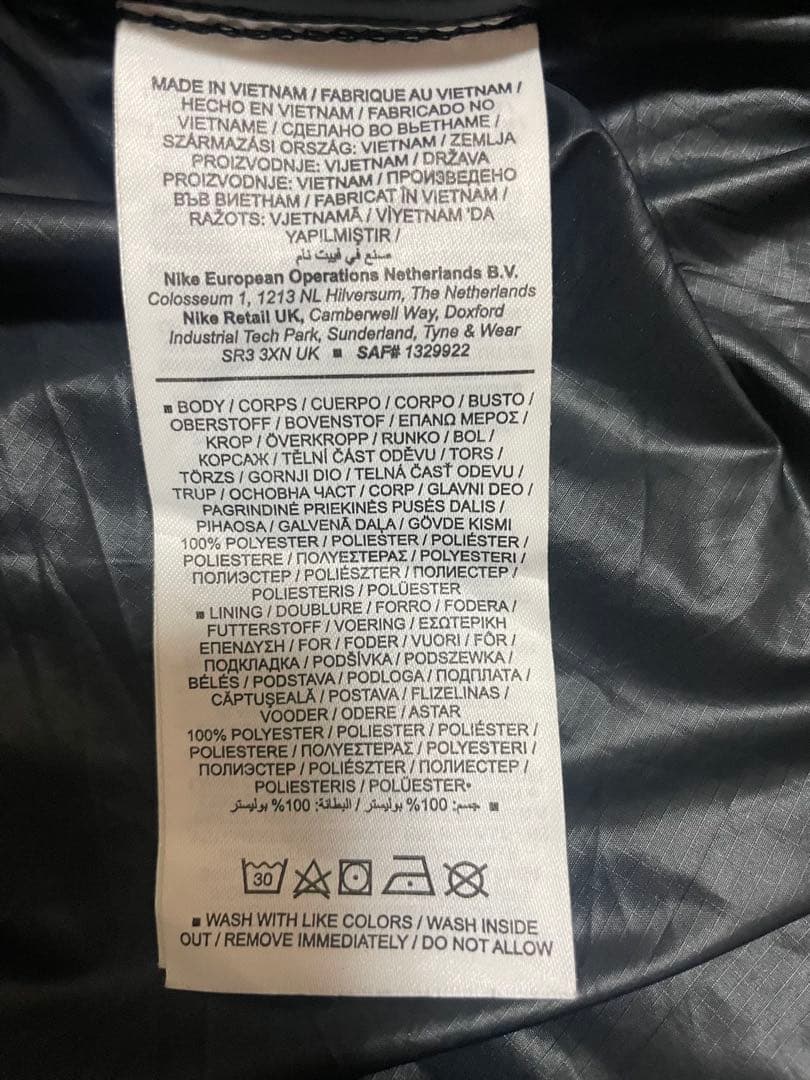 MADE IN VIETNAM / FABRIQUE AU VIETNAM /
HECHO EN VIETNAM / FABRICADO NO
VIETNAME / СДЕЛАНО ВО ВЬЕТНАМЕ /
SZÁRMAZÁSI ORSZÁG: VIETNAM / ZEMLJA
PROIZVODNJE: VIJETNAM / DRŽAVA
PROIZVODNJE: VIETNAM / ПРОИЗВЕДЕНО
ВЪВ ВИЕТНАМ / FABRICAT ÎN VIETNAM /
RAŽOTS: VJETNAMĀ / VİYETNAM 'DA
YAPILMIŞTIR /
صنع في فييت نام
Nike European Operations Netherlands B.V.
Colosseum 1, 1213 NL Hilversum, The Netherlands
Nike Retail UK, Camberwell Way, Doxford
Industrial Tech Park, Sunderland, Tyne & Wear
SR3 3XN UK ■ SAF# 1329922
■ BODY / CORPS / CUERPO / CORPO / BUSTO /
OBERSTOFF / BOVENSTOF / ΕΠΑΝΩ ΜΕΡΟΣ /
KROP / ÖVERKROPP / RUNKO / BOL /
КОРСАЖ / TĚLNÍ ČÁST ODĚVU / TORS /
TÖRZS / GORNJI DIO / TELNÁ ČASŤ ODEVU /
TRUP / ОСНОВНА ЧАСТ / CORP / GLAVNI DEO /
PAGRINDINĖ PRIEKINĖS PUSĖS DALIS /
PIHAOSA / GALVENĀ DAĻA / GÖVDE KISMI
100% POLYESTER / POLIESTER / POLIÉSTER /
POLIESTERE / ΠΟΛΥΕΣΤΕΡΑΣ / POLYESTERI /
ПОЛИЭСТЕР / POLIÉSZTER / ПОЛИЕСТЕР /
POLIESTERIS / POLÜESTER
■ LINING / DOUBLURE / FORRO / FODERA /
FUTTERSTOFF / VOERING / ΕΣΩΤΕΡΙΚΗ
ΕΠΕΝΔΥΣΗ / FOR / FODER / VUORI / FÔR /
ПОДКЛАДКА / PODŠÍVKA / PODSZEWKA /
BÉLÉS / PODSTAVA / PODLOGA / ПОДПЛАТА /
CĂPTUŞEALĂ / POSTAVA / FLIZELINAS /
VOODER / ODERE / ASTAR
100% POLYESTER / POLIESTER / POLIÉSTER /
POLIESTERE / ΠΟΛΥΕΣΤΕΡΑΣ / POLYESTERI /
ПОЛИЭСТЕР / POLIÉSZTER / ПОЛИЕСТЕР /
POLIESTERIS / POLÜESTER•
■ جسم: 100% بوليستر / البطانة: 100% بوليستر
30
■ WASH WITH LIKE COLORS / WASH INSIDE
OUT / REMOVE IMMEDIATELY / DO NOT ALLOW